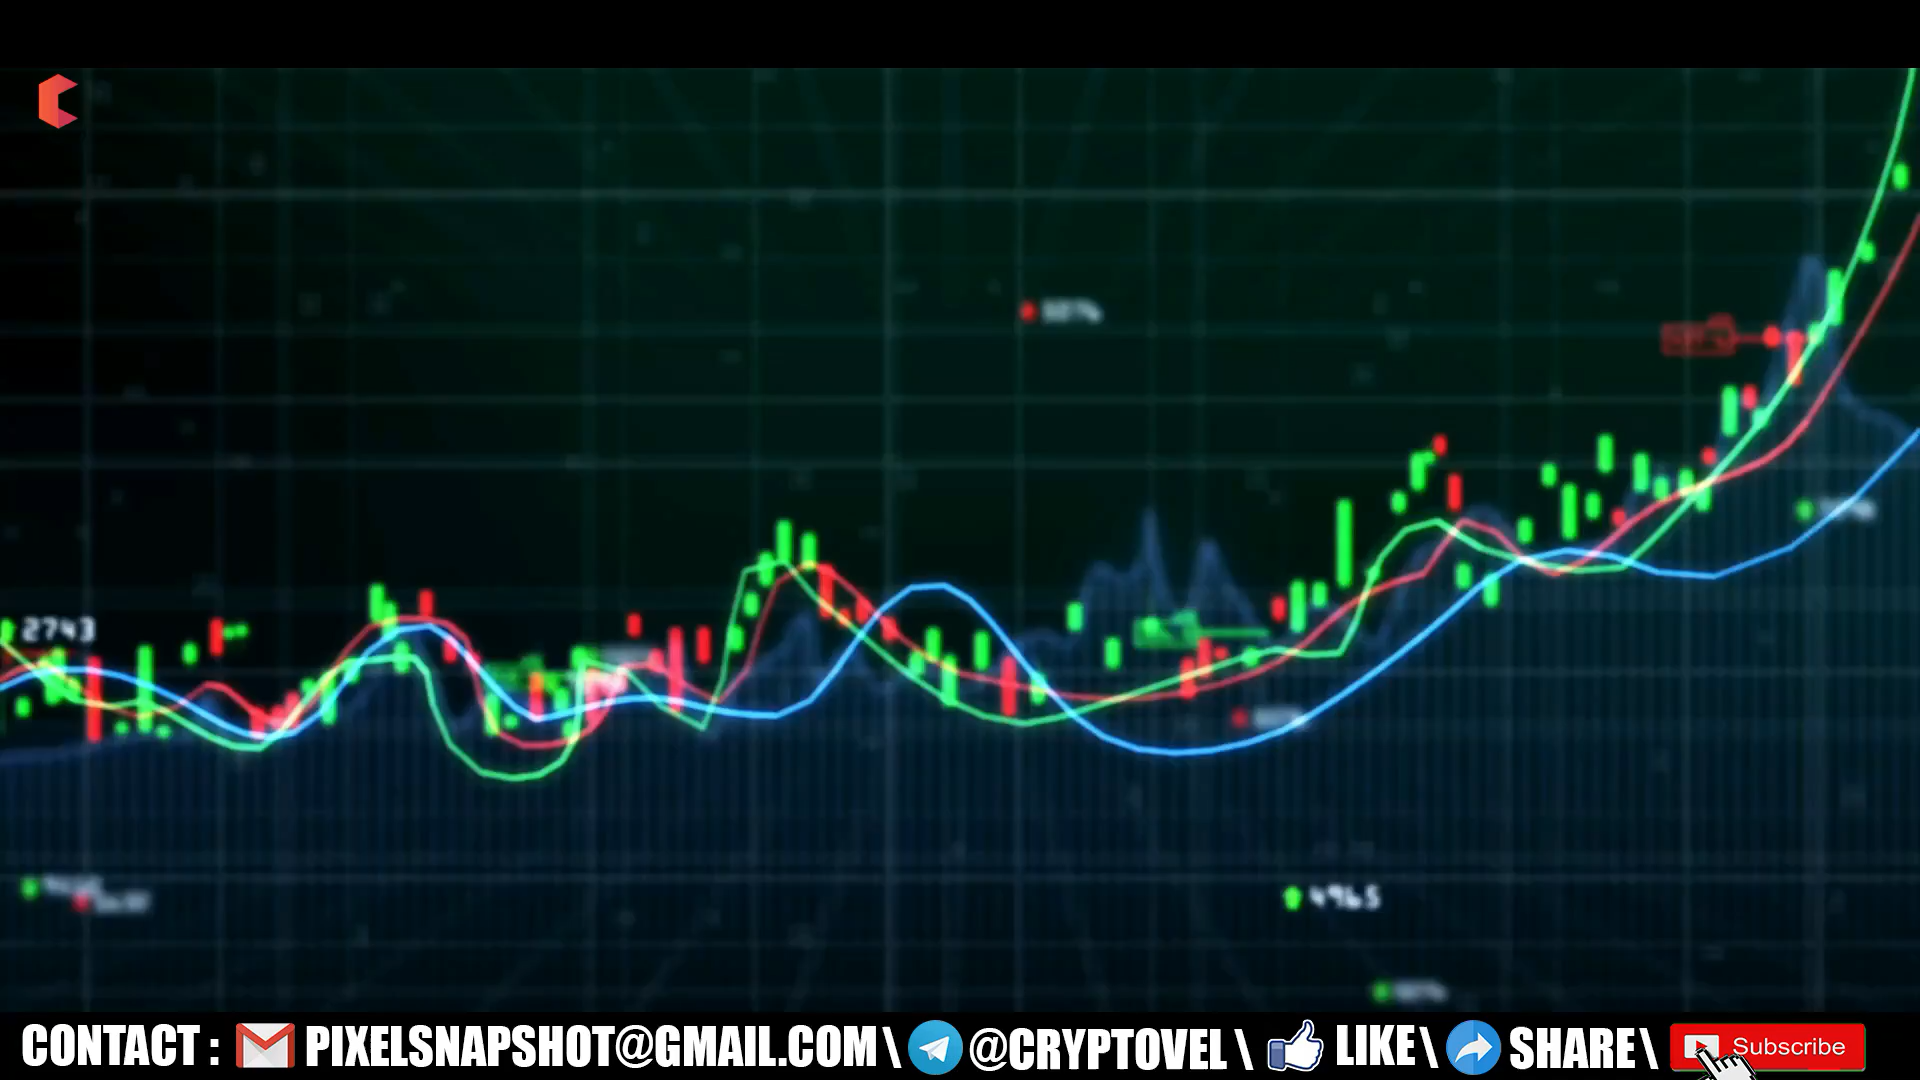 2743
4965
CONTACT : PIXELSNAPSHOT@GMAIL.COM \ @CRYPTOVEL \ LIKE \ SHARE \ Subscribe